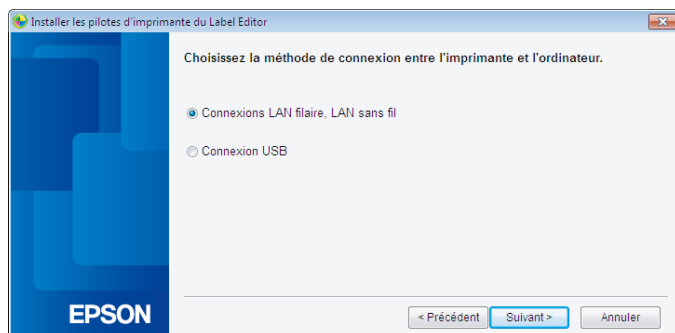 Installer les pilotes d'imprimante du Label Editor
Choisissez la méthode de connexion entre l'imprimante et l'ordinateur.
Connexions LAN filaire, LAN sans fil
Connexion USB
EPSON
< Précédent Suivant > Annuler